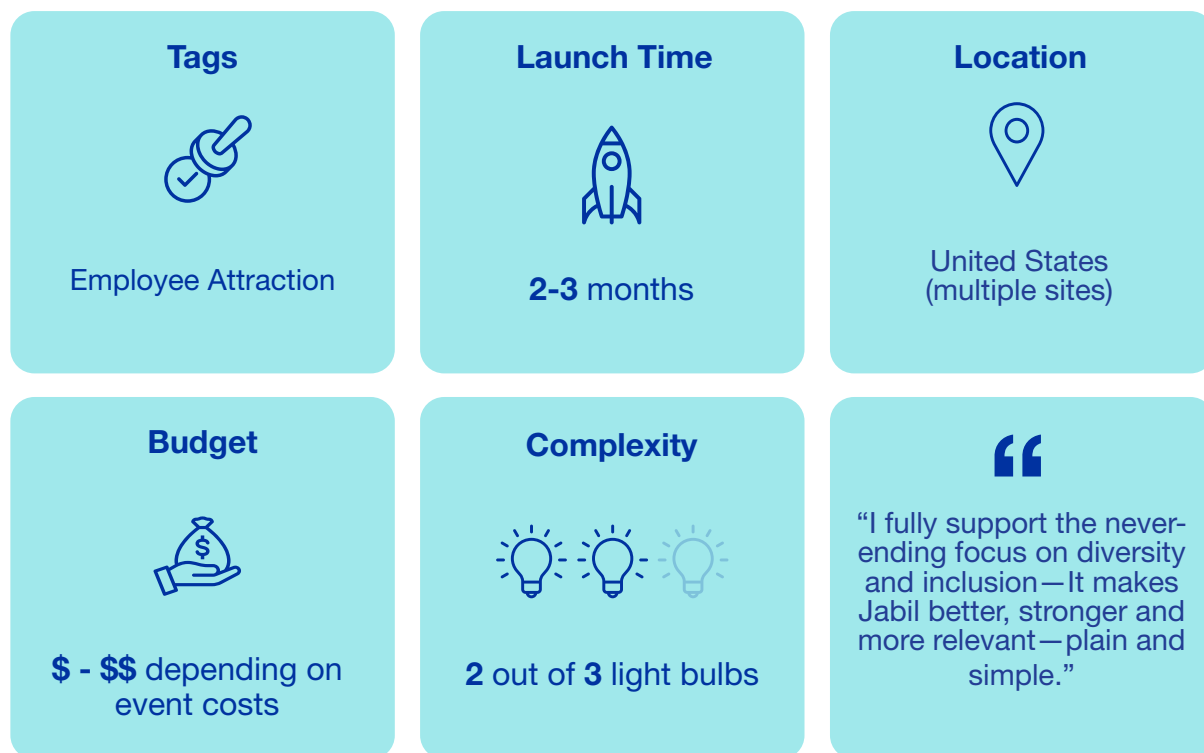 Tags
Employee Attraction
Launch Time
2-3 months
Location
United States
(multiple sites)
Budget
$
$ - $$ depending on
event costs
Complexity
2 out of 3 light bulbs
“
“I fully support the never-
ending focus on diversity
and inclusion—It makes
Jabil better, stronger and
more relevant—plain and
simple.”